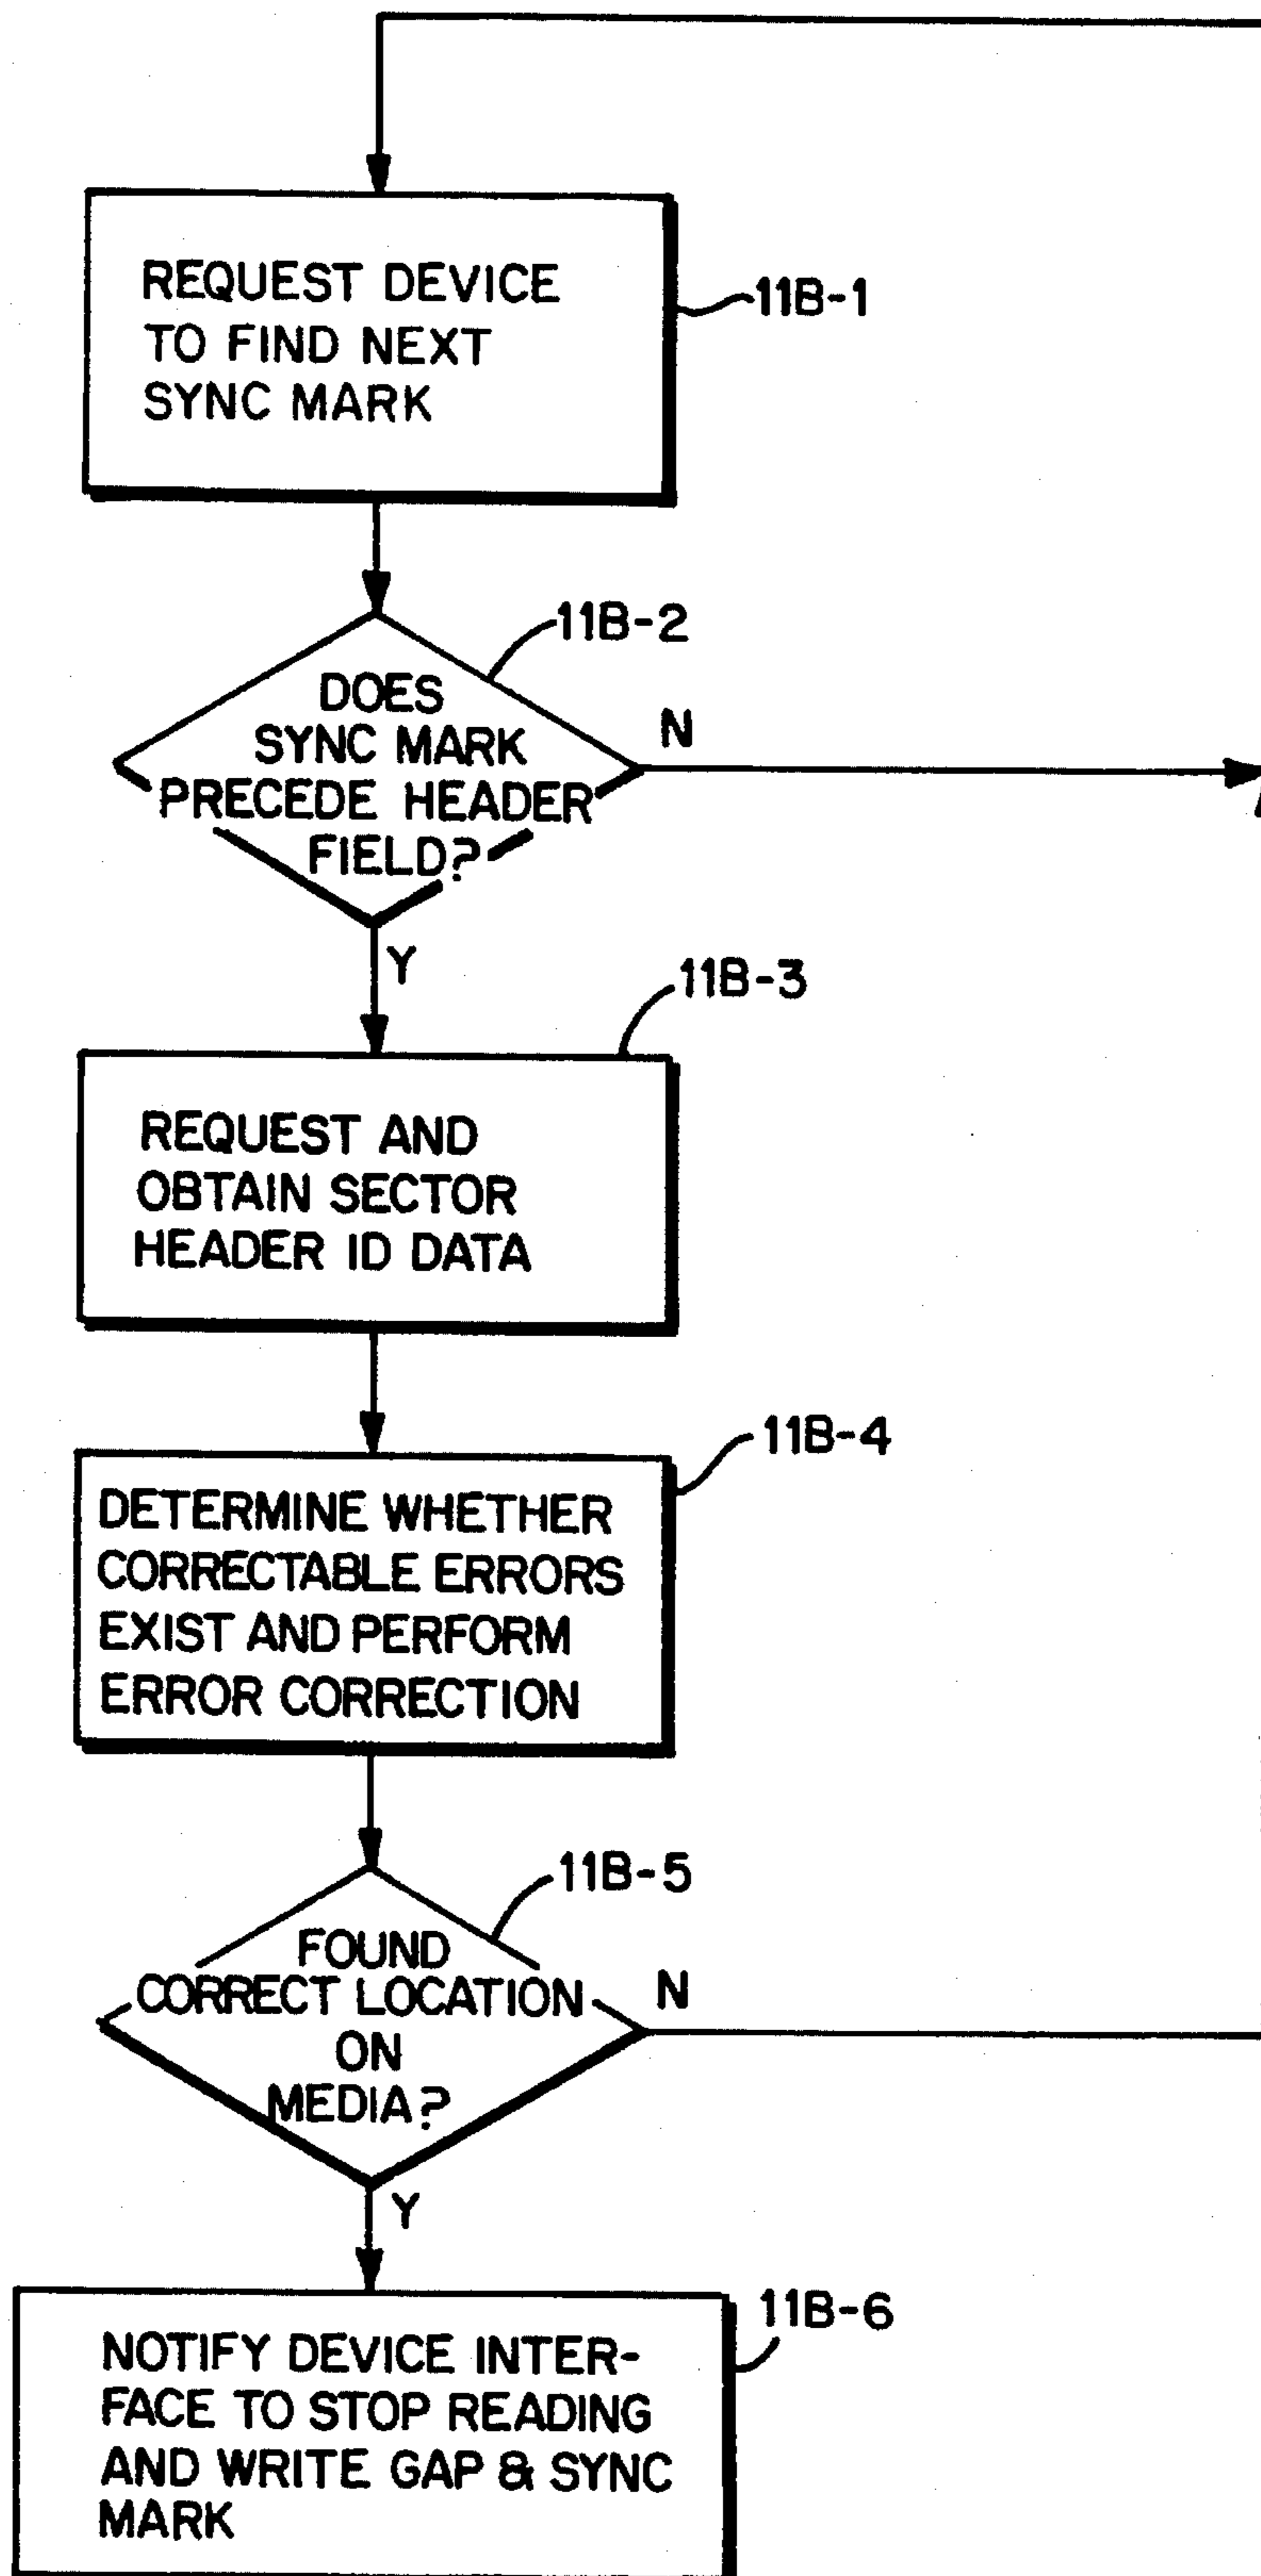 REQUEST DEVICE
TO FIND NEXT
SYNC MARK
11B-1
11B-2
DOES
SYNC MARK
PRECEDE HEADER
FIELD?
N
Y
11B-3
REQUEST AND
OBTAIN SECTOR
HEADER ID DATA
11B-4
DETERMINE WHETHER
CORRECTABLE ERRORS
EXIST AND PERFORM
ERROR CORRECTION
11B-5
FOUND
CORRECT LOCATION
ON
MEDIA?
N
Y
11B-6
NOTIFY DEVICE INTER-
FACE TO STOP READING
AND WRITE GAP & SYNC
MARK